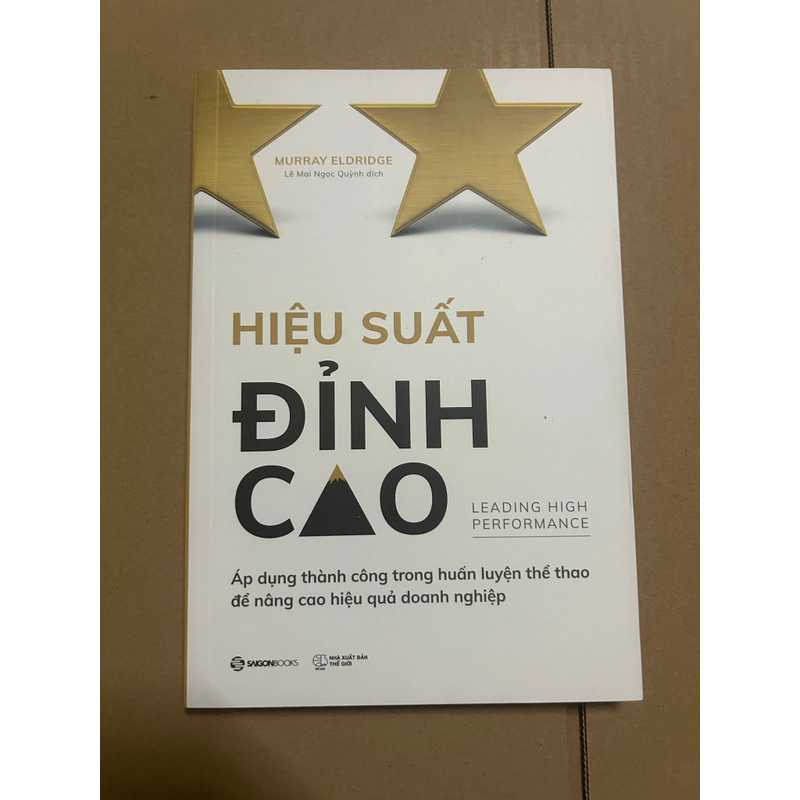 MURRAY ELDRIDGE
Lê Mai Ngọc Quỳnh dịch
HIỆU SUẤT
ĐỈNH
CAO
LEADING HIGH
PERFORMANCE
Áp dụng thành công trong huấn luyện thể thao
để nâng cao hiệu quả doanh nghiệp
SAIGONBOOKS
NHÀ XUẤT BẢN
THẾ GIỚI